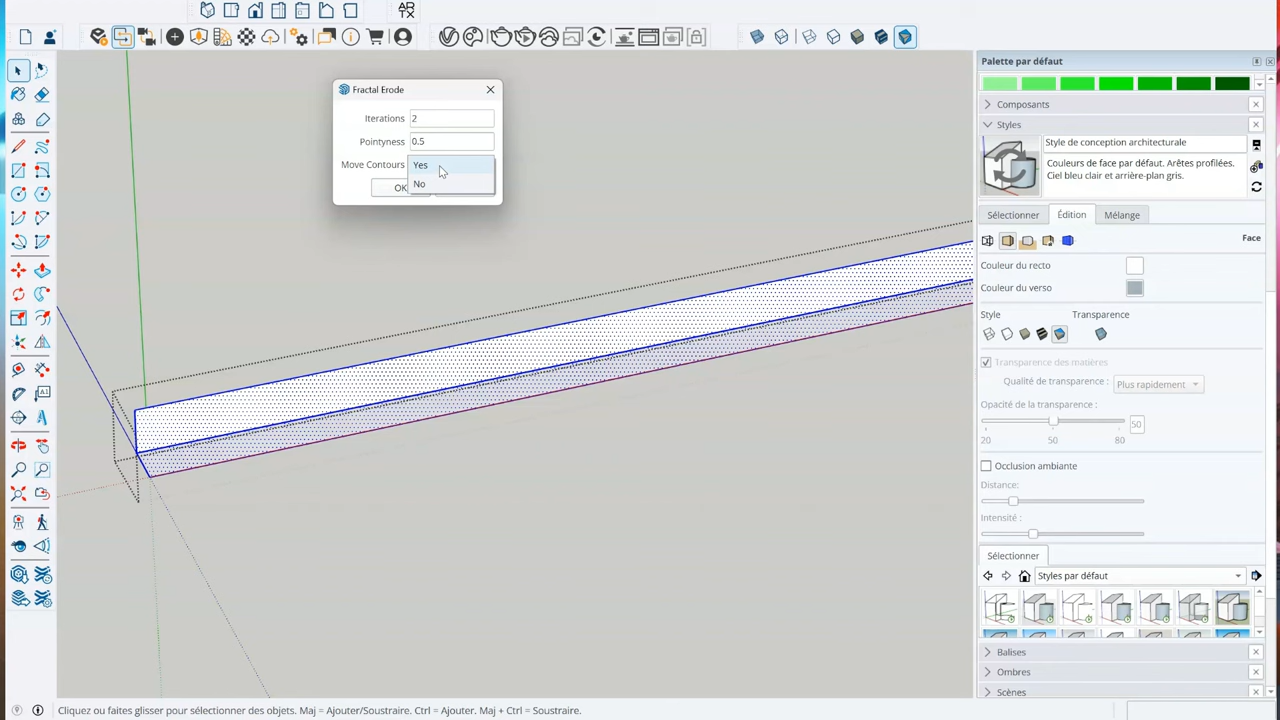 AR
Fractal Erode
Iterations 2
Pointyness 0.5
Move Contours
Yes
No
OK
Palette par défaut
Composants
Styles
Style de conception architecturale
Couleurs de face par défaut. Arêtes profilées.
Ciel bleu clair et arrière-plan gris.
Sélectionner
Édition
Mélange
Face
Couleur du recto
Couleur du verso
Style
Transparence
Transparence des matières
Qualité de transparence :
Plus rapidement
Opacité de la transparence :
50
20
50
80
Occlusion ambiante
Distance:
Intensité :
Sélectionner
Styles par défaut
Balises
Ombres
Scènes
Cliquez ou faites glisser pour sélectionner des objets. Maj = Ajouter/Soustraire. Ctrl = Ajouter. Maj + Ctrl = Soustraire.